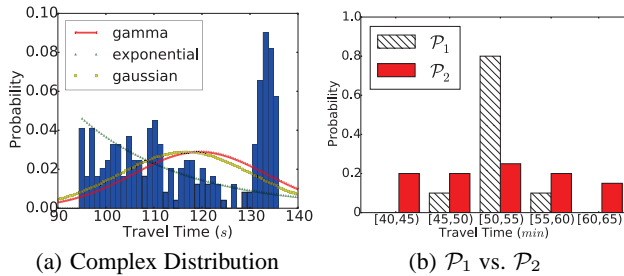 0.10
0.08
0.06
0.04
0.02
0.00
Probability
gamma
exponential
gaussian
90 100 110 120 130 140
Travel Time (s)
(a) Complex Distribution
1.0
0.8
0.6
0.4
0.2
0.0
Probability
P₁
P₂
[40,45) [45,50) [50,55) [55,60) [60,65)
Travel Time (min)
(b) P₁ vs. P₂